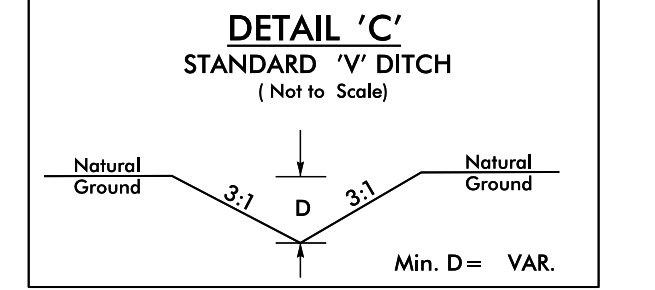 DETAIL 'C'
STANDARD 'V' DITCH
( Not to Scale)
Natural
Ground
3:1
D
3:1
Natural
Ground
Min. D = VAR.